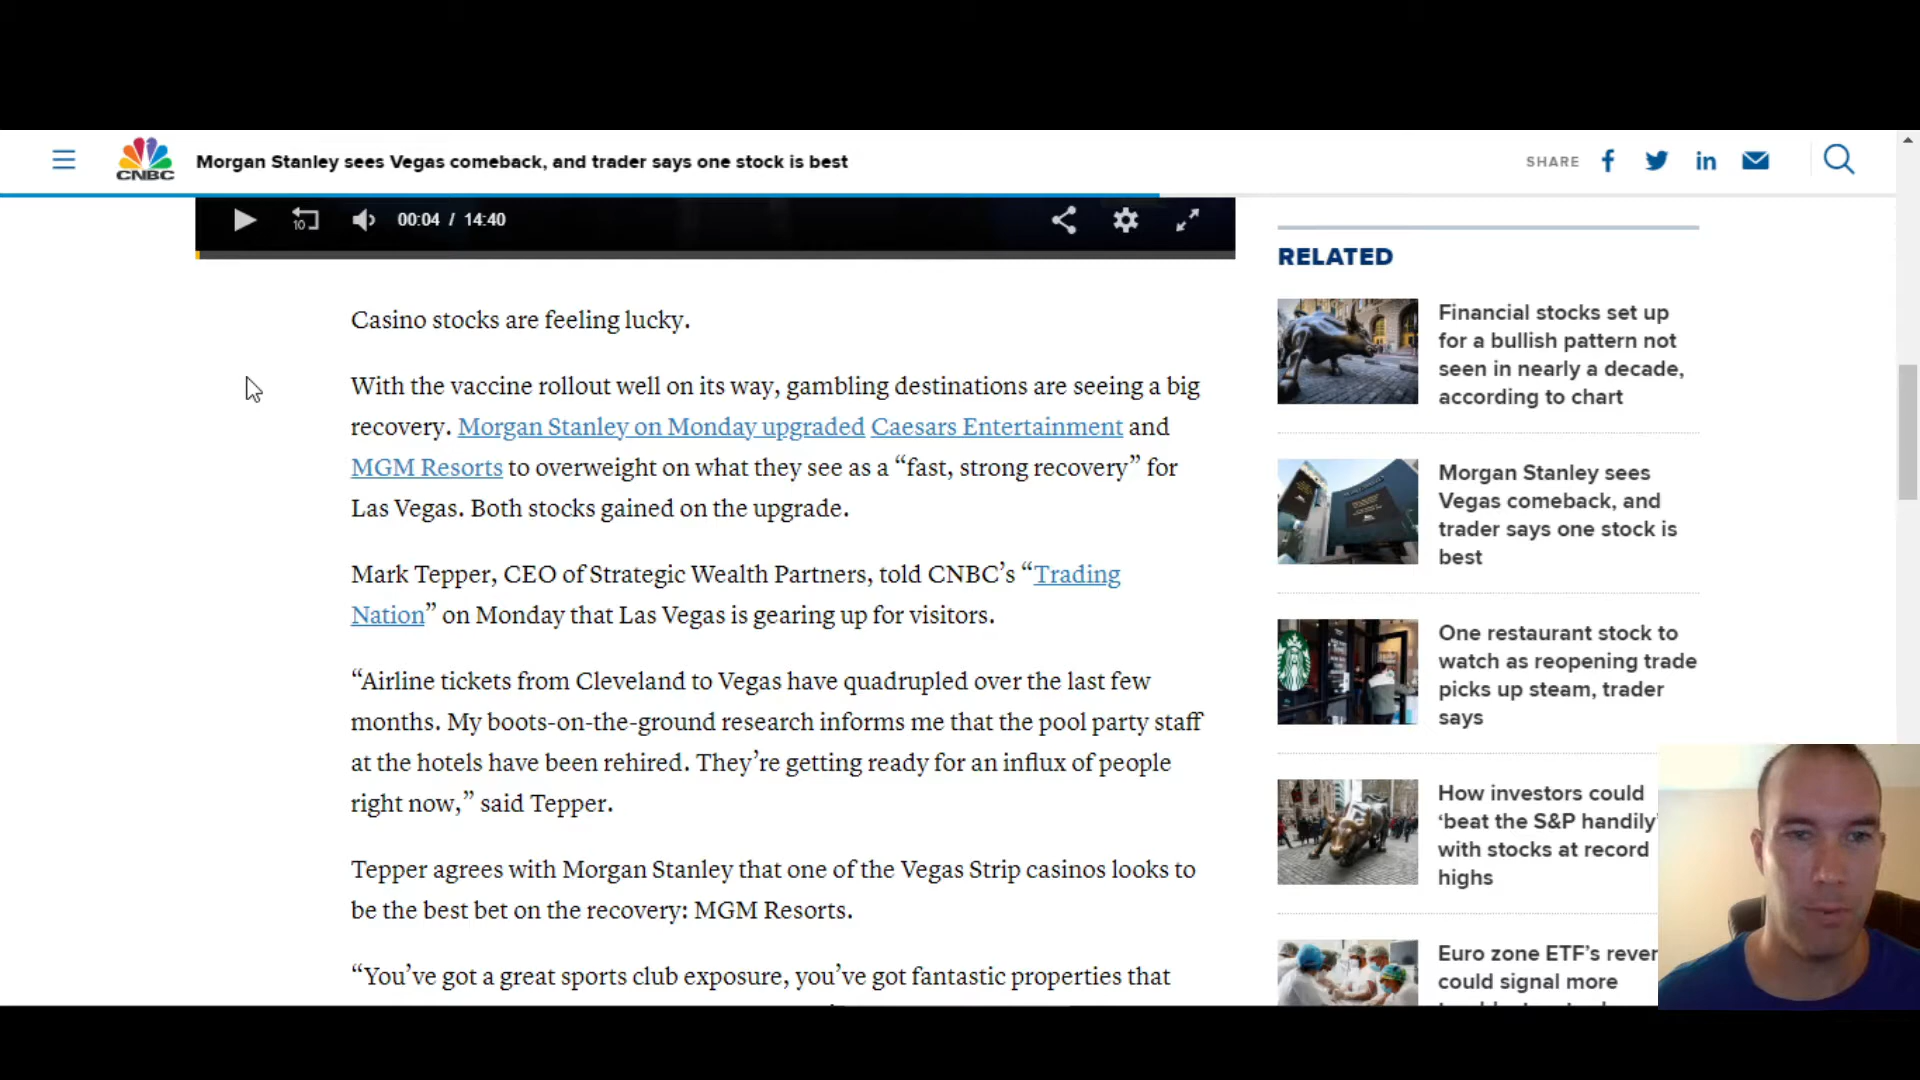 CNBC
Morgan Stanley sees Vegas comeback, and trader says one stock is best
SHARE
10
00:04 / 14:40
Casino stocks are feeling lucky.
With the vaccine rollout well on its way, gambling destinations are seeing a big
recovery. Morgan Stanley on Monday upgraded Caesars Entertainment and
MGM Resorts to overweight on what they see as a “fast, strong recovery” for
Las Vegas. Both stocks gained on the upgrade.
Mark Tepper, CEO of Strategic Wealth Partners, told CNBC’s “Trading
Nation” on Monday that Las Vegas is gearing up for visitors.
“Airline tickets from Cleveland to Vegas have quadrupled over the last few
months. My boots-on-the-ground research informs me that the pool party staff
at the hotels have been rehired. They’re getting ready for an influx of people
right now,” said Tepper.
Tepper agrees with Morgan Stanley that one of the Vegas Strip casinos looks to
be the best bet on the recovery: MGM Resorts.
“You’ve got a great sports club exposure, you’ve got fantastic properties that
RELATED
Financial stocks set up
for a bullish pattern not
seen in nearly a decade,
according to chart
Morgan Stanley sees
Vegas comeback, and
trader says one stock is
best
One restaurant stock to
watch as reopening trade
picks up steam, trader
says
How investors could
‘beat the S&P handily’
with stocks at record
highs
Euro zone ETF’s rever
could signal more